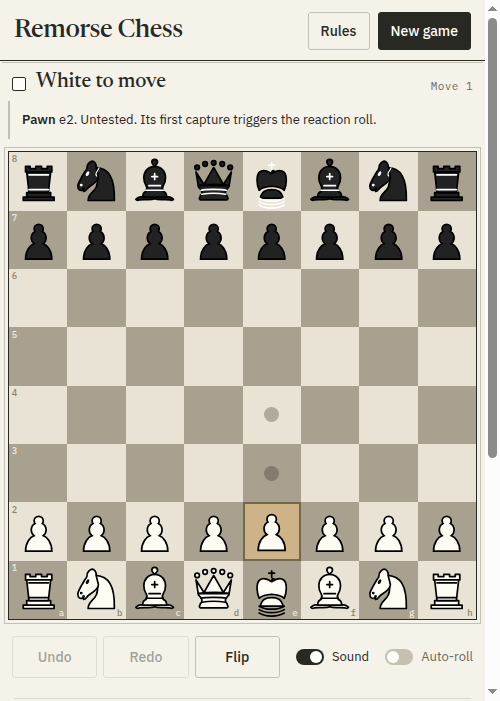 Remorse Chess
Rules
New game
White to move
Move 1
Pawn e2. Untested. Its first capture triggers the reaction roll.
8
7
6
5
4
3
2
1
a
b
c
d
e
f
g
h
Undo
Redo
Flip
Sound
Auto-roll